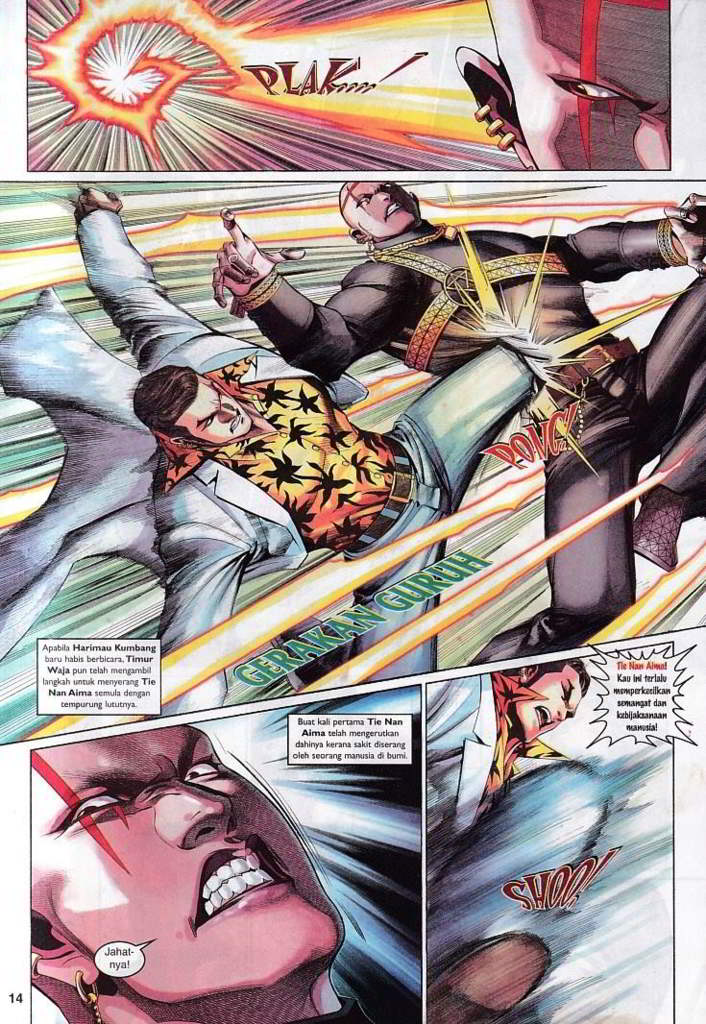 PLAK..../
PONG!
GERAKAN GURUH
Apabila Harimau Kumbang
baru habis berbicara, Timur
Waja pun telah mengambil
langkah untuk menyerang Tie
Nan Aima semula dengan
tempurung lututnya.
Buat kali pertama Tie Nan
Aima telah mengerutkan
dahinya kerana sakit diserang
oleh seorang manusia di bumi.
Jahat-
nya!
Tie Nan Aima!
Kau ini terlalu
memperkecilkan
semangat dan
kebijaksanaan
manusia!
SHOO!
14